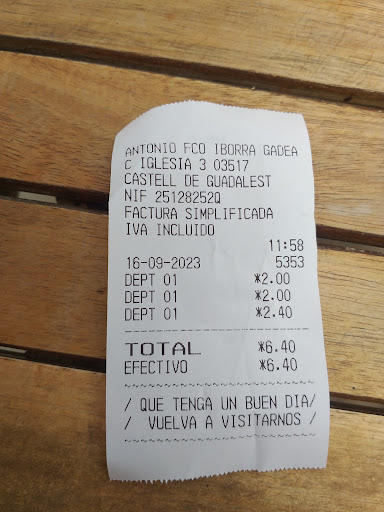 ANTONIO FCO IBORRA GADEA
C IGLESIA 3 03517
CASTELL DE GUADALEST
NIF 25128252Q
FACTURA SIMPLIFICADA
IVA INCLUIDO
11:58
16-09-2023 5353
DEPT 01 *2.00
DEPT 01 *2.00
DEPT 01 *2.40
TOTAL *6.40
EFECTIVO *6.40
/ QUE TENGA UN BUEN DIA/
/ VUELVA A VISITARNOS /